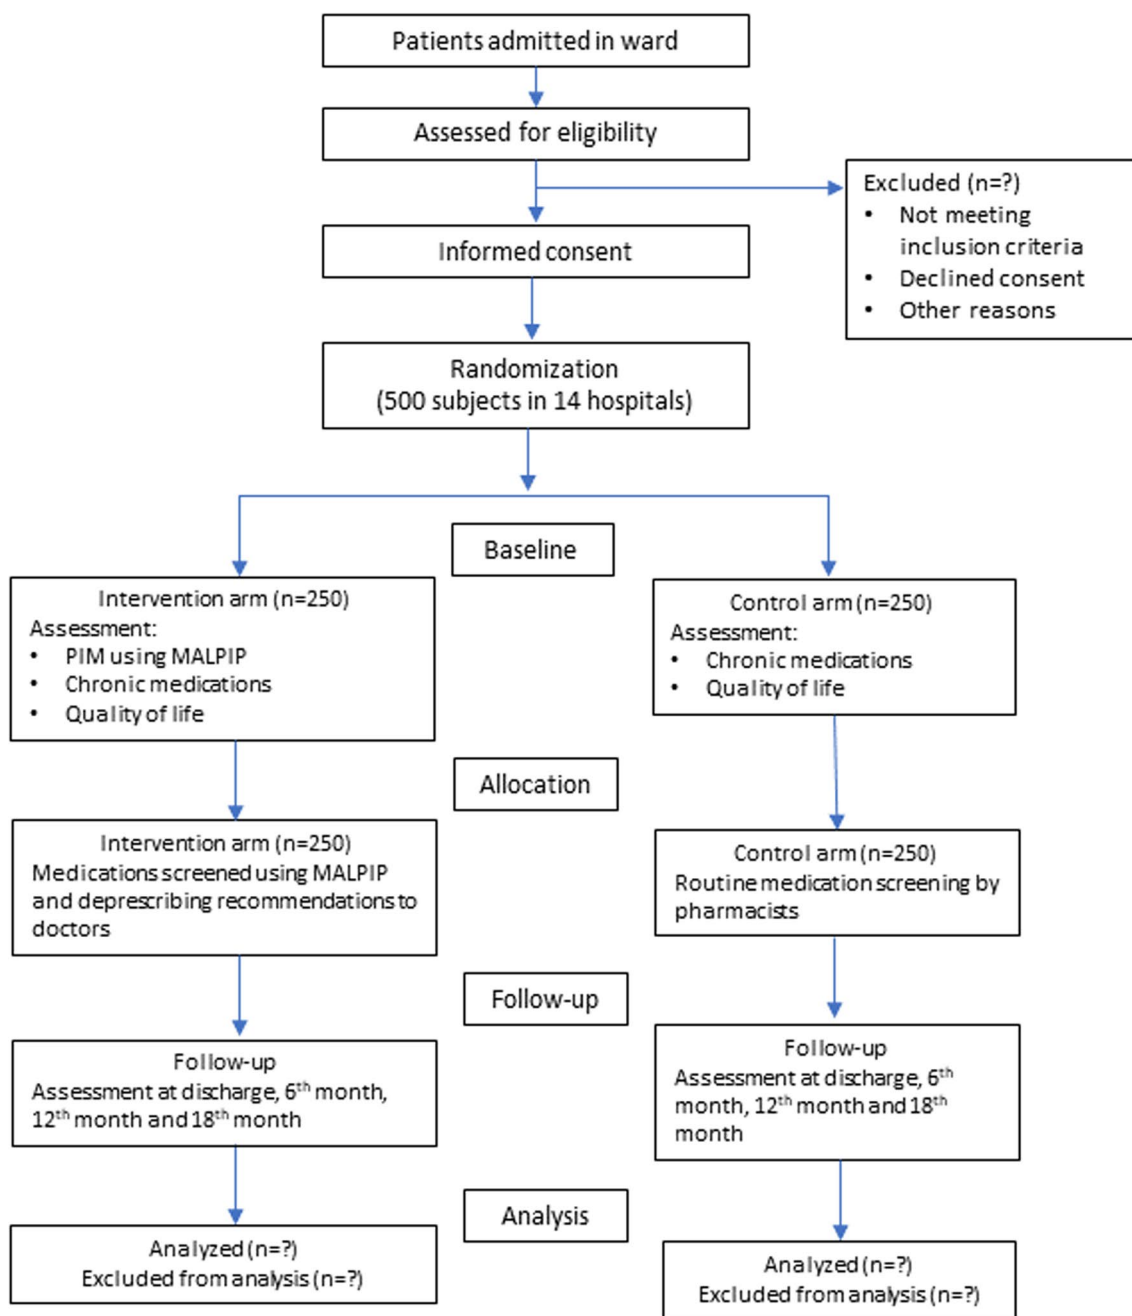 Patients admitted in ward
Assessed for eligibility
Excluded (n=?)
• Not meeting
inclusion criteria
• Declined consent
• Other reasons
Informed consent
Randomization
(500 subjects in 14 hospitals)
Baseline
Intervention arm (n=250)
Assessment:
• PIM using MALPIP
• Chronic medications
• Quality of life
Control arm (n=250)
Assessment:
• Chronic medications
• Quality of life
Allocation
Intervention arm (n=250)
Medications screened using MALPIP
and deprescribing recommendations to
doctors
Control arm (n=250)
Routine medication screening by
pharmacists
Follow-up
Follow-up
Assessment at discharge, 6th month,
12th month and 18th month
Follow-up
Assessment at discharge, 6th
month, 12th month and 18th
month
Analysis
Analyzed (n=?)
Excluded from analysis (n=?)
Analyzed (n=?)
Excluded from analysis (n=?)